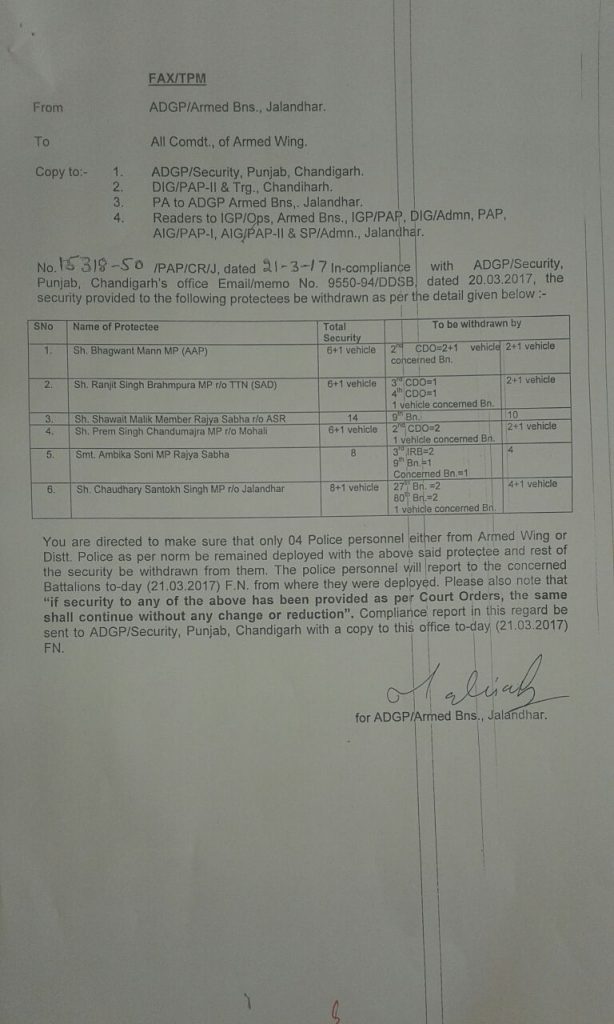 FAX/TPM
From ADGP/Armed Bns., Jalandhar.
To All Comdt., of Armed Wing.
Copy to:- 1. ADGP/Security, Punjab, Chandigarh.
2. DIG/PAP-II & Trg., Chandiharh.
3. PA to ADGP Armed Bns,. Jalandhar.
4. Readers to IGP/Ops, Armed Bns., IGP/PAP, DIG/Admn, PAP,
AIG/PAP-I, AIG/PAP-II & SP/Admn., Jalandhar.
No. 15318-50 /PAP/CR/J, dated 21-3-17 In-compliance with ADGP/Security,
Punjab, Chandigarh's office Email/memo No. 9550-94/DDSB, dated 20.03.2017, the
security provided to the following protectees be withdrawn as per the detail given below :-
SNo Name of Protectee Total Security To be withdrawn by
1. Sh. Bhagwant Mann MP (AAP) 6+1 vehicle 2nd CDO=2+1 vehicle 2+1 vehicle
concerned Bn.
2. Sh. Ranjit Singh Brahmpura MP r/o TTN (SAD) 6+1 vehicle 3rd CDO=1 2+1 vehicle
4th CDO=1
1 vehicle concerned Bn.
3. Sh. Shawait Malik Member Rajya Sabha r/o ASR 14 9th Bn. 10
4. Sh. Prem Singh Chandumajra MP r/o Mohali 6+1 vehicle 2nd CDO=2 2+1 vehicle
1 vehicle concerned Bn.
5. Smt. Ambika Soni MP Rajya Sabha 8 3rd IRB=2 4
9th Bn.=1
Concerned Bn.=1
6. Sh. Chaudhary Santokh Singh MP r/o Jalandhar 8+1 vehicle 27th Bn. =2 4+1 vehicle
80th Bn.=2
1 vehicle concerned Bn.
You are directed to make sure that only 04 Police personnel either from Armed Wing or
Distt. Police as per norm be remained deployed with the above said protectee and rest of
the security be withdrawn from them. The police personnel will report to the concerned
Battalions to-day (21.03.2017) F.N. from where they were deployed. Please also note that
“if security to any of the above has been provided as per Court Orders, the same
shall continue without any change or reduction”. Compliance report in this regard be
sent to ADGP/Security, Punjab, Chandigarh with a copy to this office to-day (21.03.2017)
FN.
for ADGP/Armed Bns., Jalandhar.